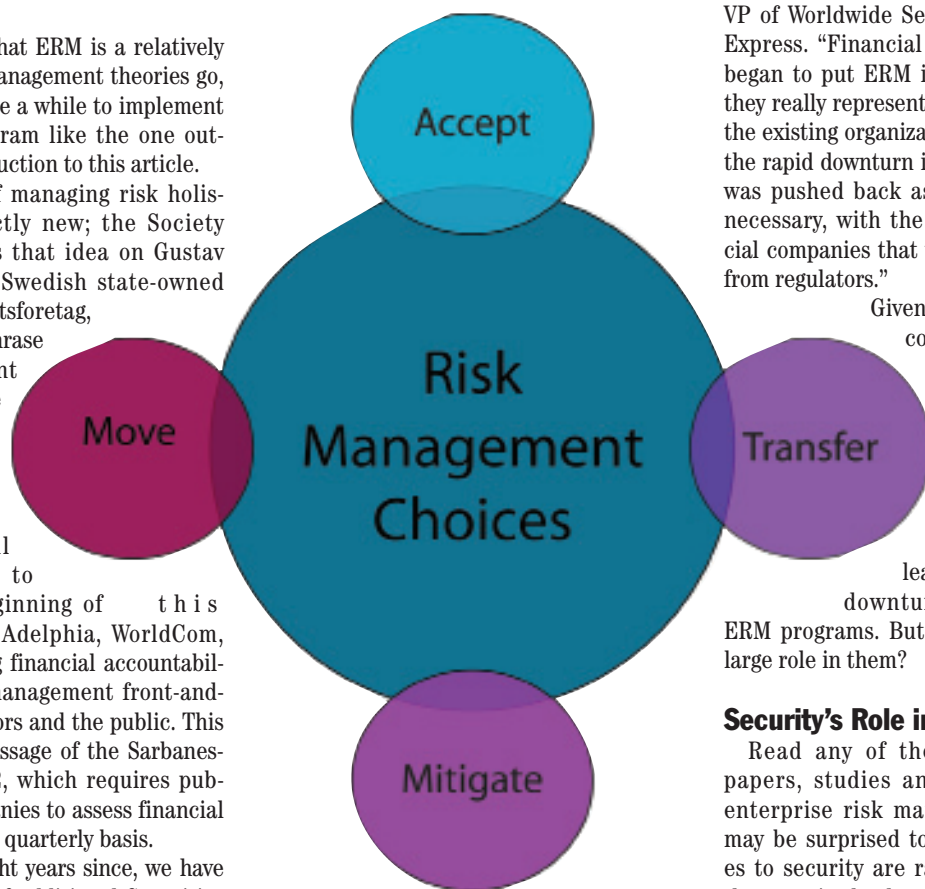 hat ERM is a relatively
anagement theories go,
e a while to implement
ram like the one out-
uction to this article.
f managing risk holis-
ctly new; the Society
s that idea on Gustav
Swedish state-owned
tsforetag,
rase
nt
to
ginning of this
Adelphia, WorldCom,
g financial accountabil-
anagement front-and-
ors and the public. This
ssage of the Sarbanes-
, which requires pub-
nies to assess financial
quarterly basis.
ht years since, we have
Accept
Move
Risk
Management
Choices
Transfer
Mitigate
VP of Worldwide Se
Express. “Financial
began to put ERM i
they really represent
the existing organiza
the rapid downturn i
was pushed back as
necessary, with the
cial companies that
from regulators.”
Given
co
lea
downtu
ERM programs. But
large role in them?
Security’s Role i
Read any of the
papers, studies an
enterprise risk ma
may be surprised to
es to security are ra